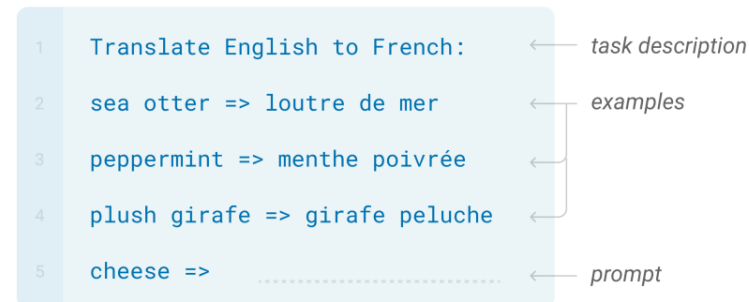 1 Translate English to French: task description
2 sea otter => loutre de mer examples
3 peppermint => menthe poivrée
4 plush girafe => girafe peluche
5 cheese => prompt